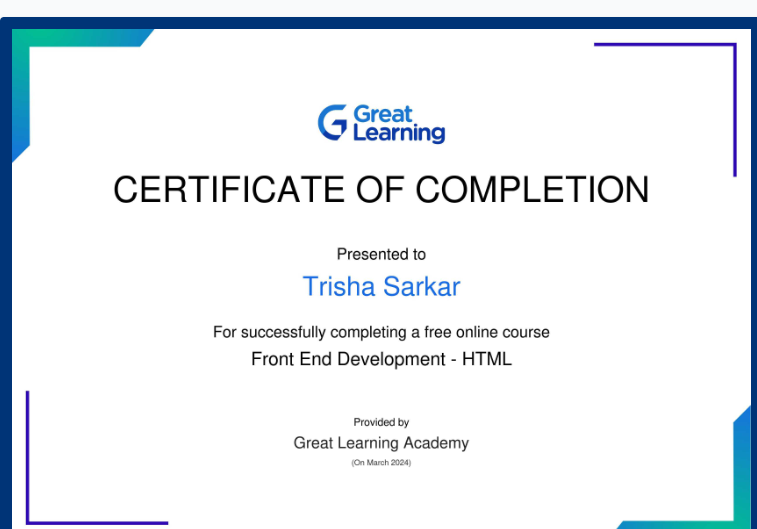 Great
Learning
CERTIFICATE OF COMPLETION
Presented to
Trisha Sarkar
For successfully completing a free online course
Front End Development - HTML
Provided by
Great Learning Academy
(On March 2024)